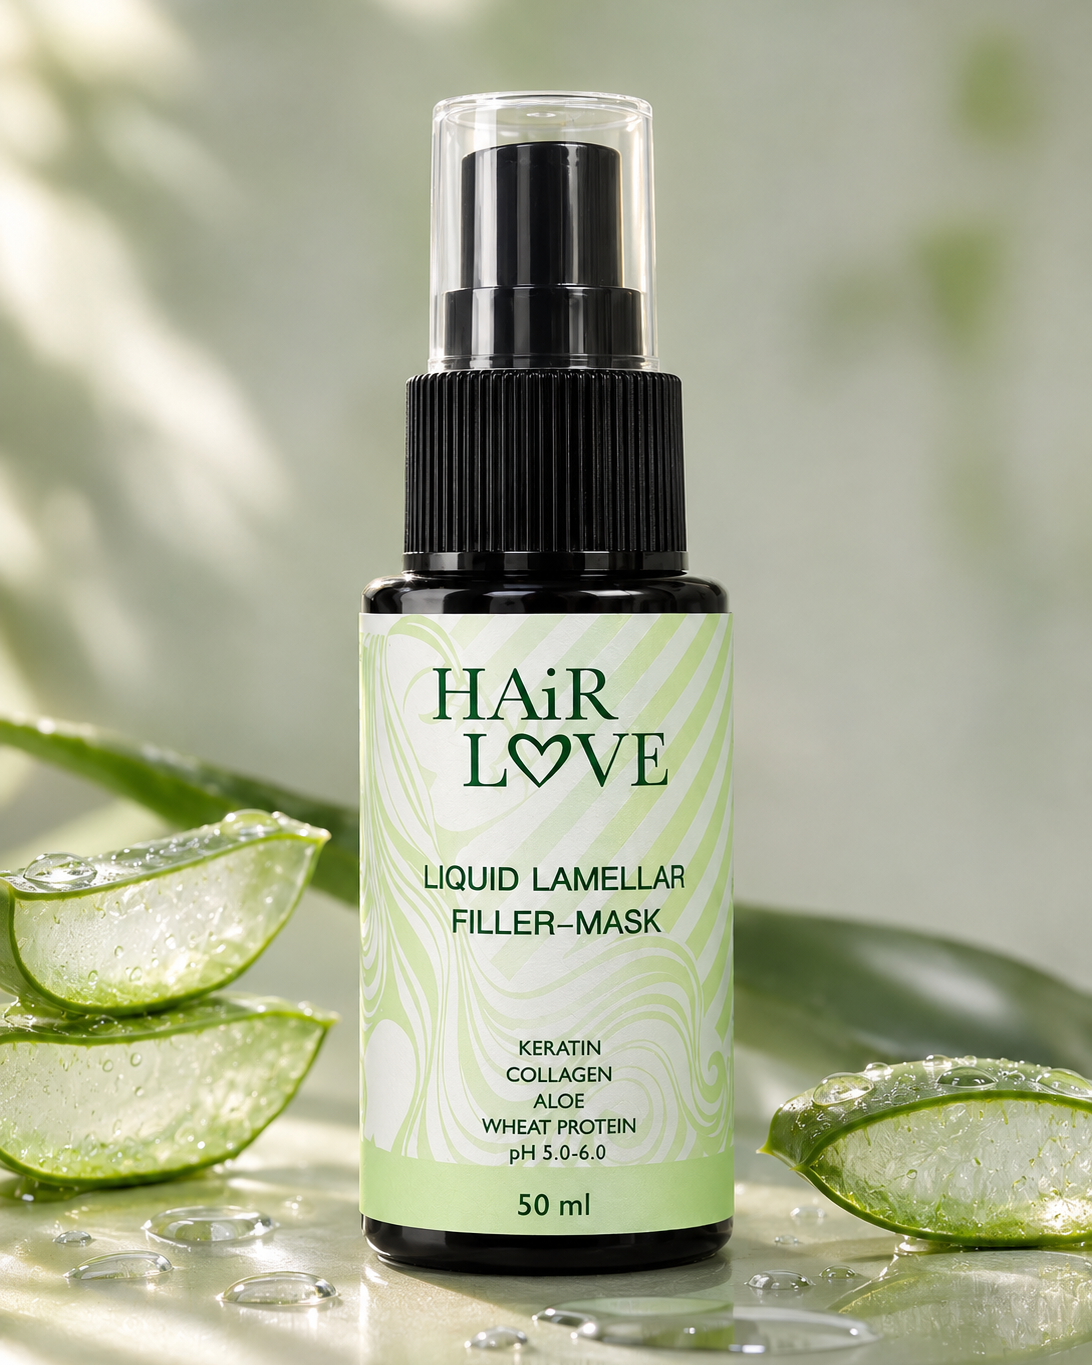 HAiR
LOVE
LIQUID LAMELLAR
FILLER–MASK
KERATIN
COLLAGEN
ALOE
WHEAT PROTEIN
pH 5.0-6.0
50 ml